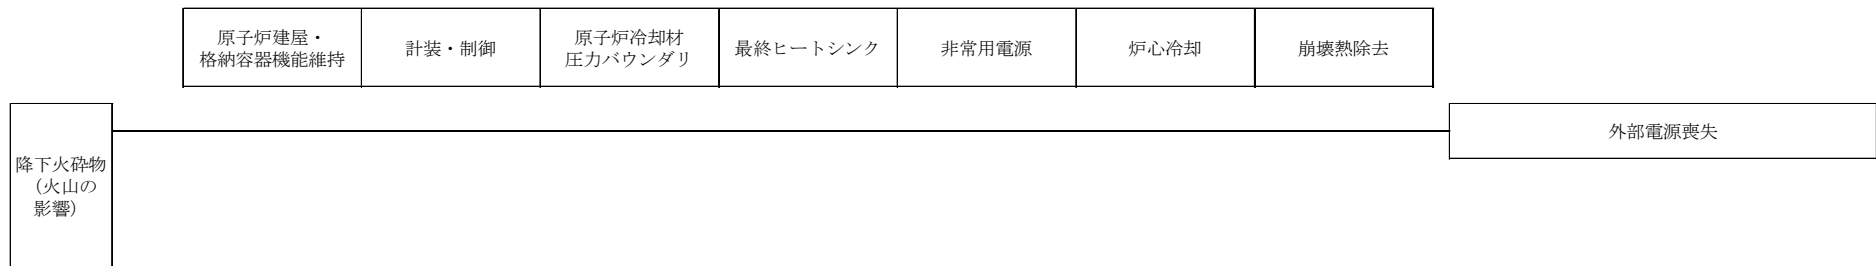 原子炉建屋・
格納容器機能維持
計装・制御
原子炉冷却材
圧力バウンダリ
最終ヒートシンク
非常用電源
炉心冷却
崩壊熱除去
降下火砕物
（火山の
影響）
外部電源喪失